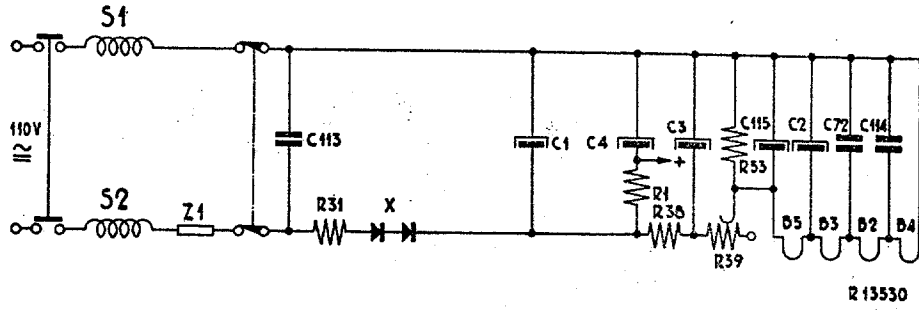 S1
110V
S2
Z1
C113
R31
X
C1
C4
+
R1
R38
C3
R39
R53
C115
C2
C72
C114
B5
B3
B2
B4
R 13530